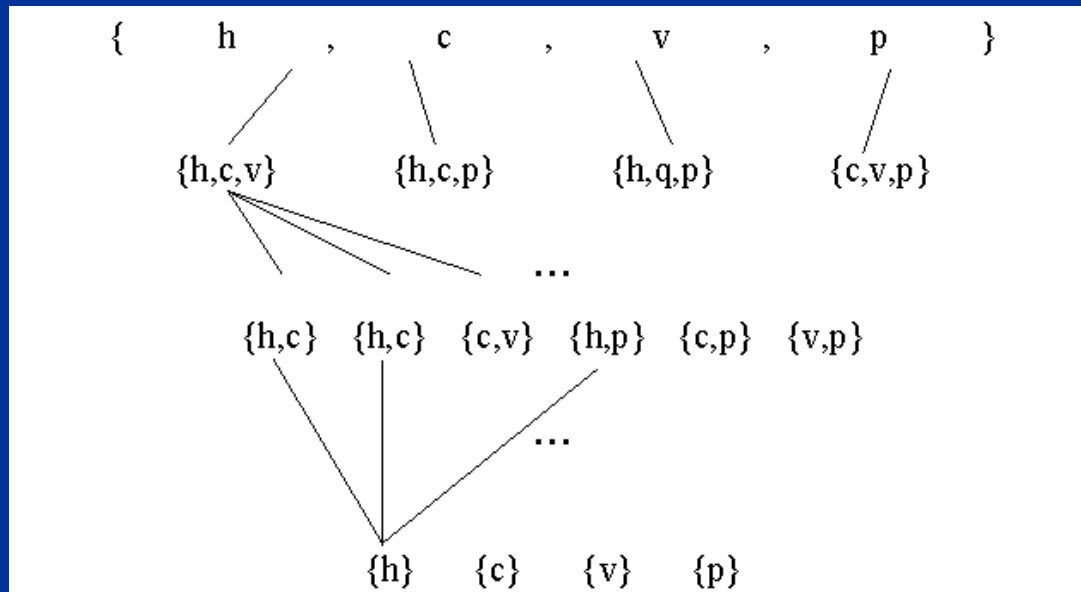 { h , c , v , p }
{h,c,v} {h,c,p} {h,q,p} {c,v,p}
...
{h,c} {h,c} {c,v} {h,p} {c,p} {v,p}
...
{h} {c} {v} {p}